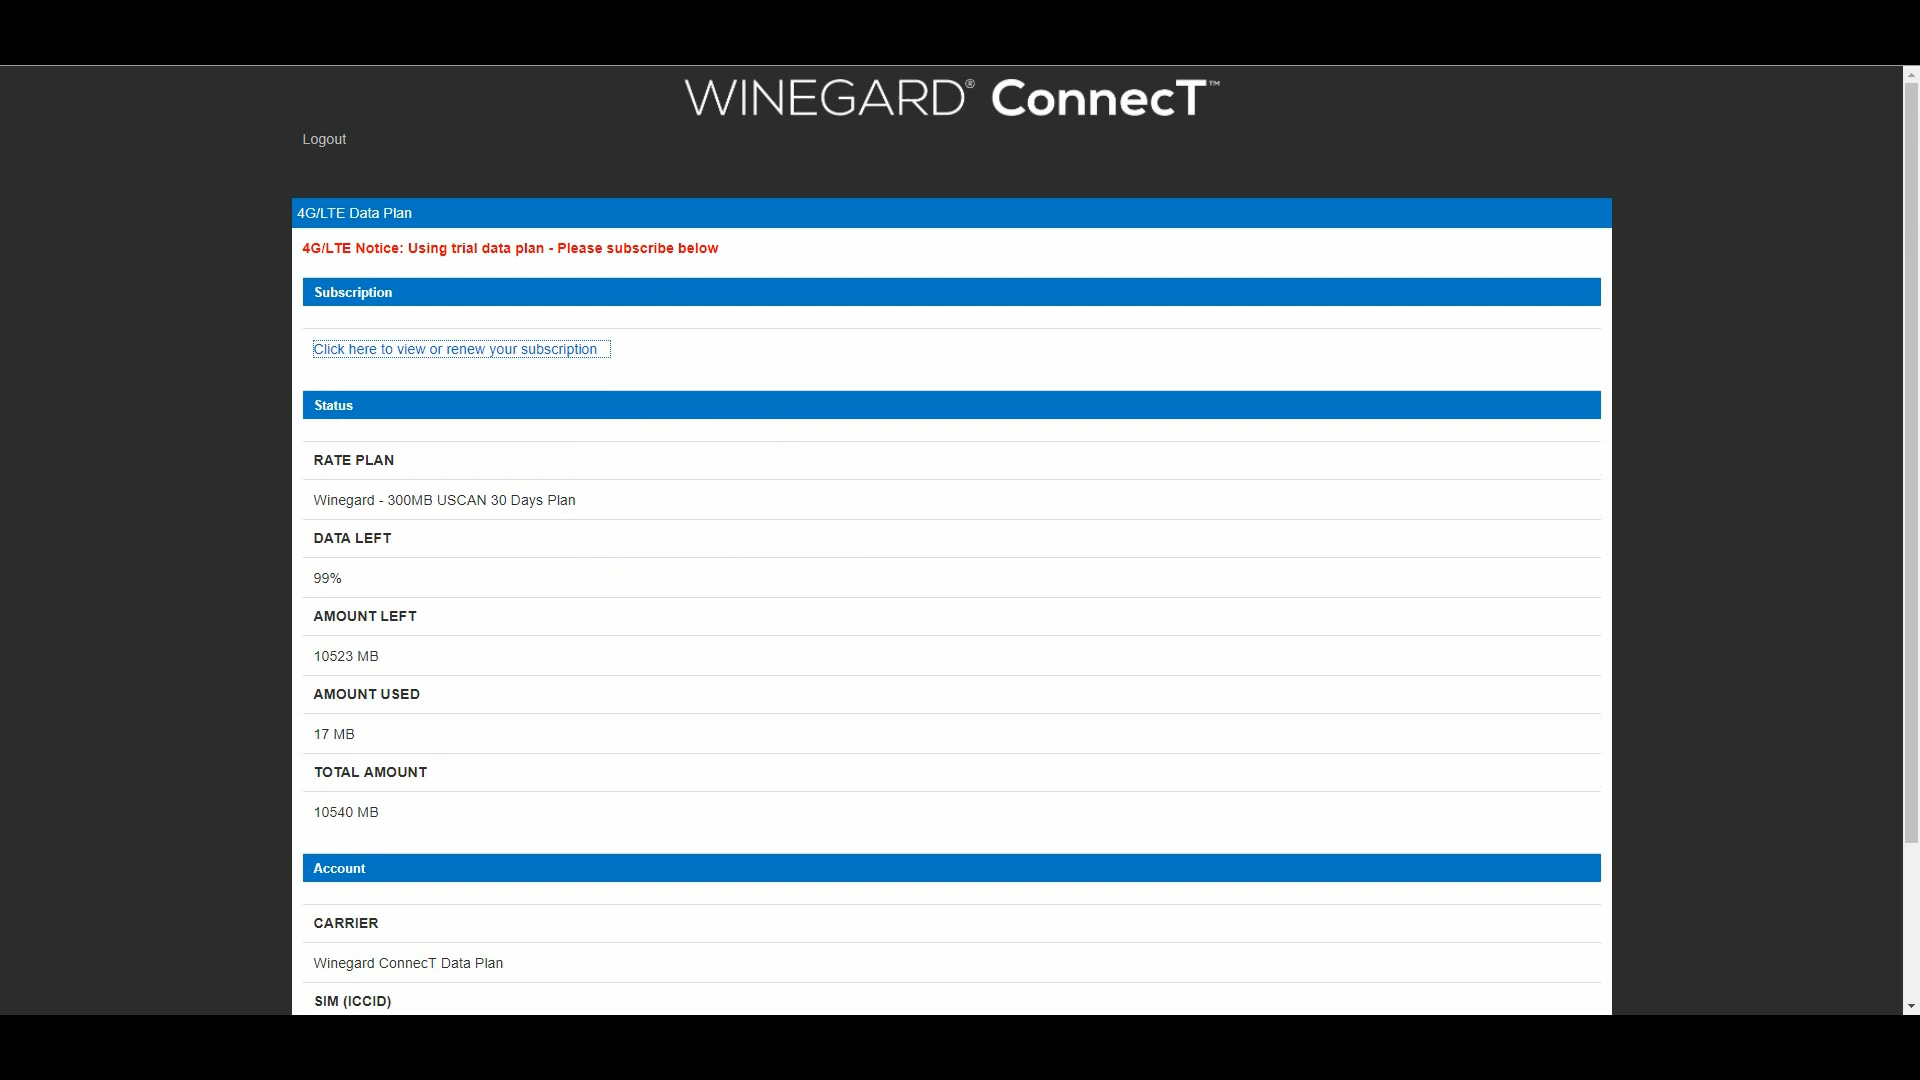 WINEGARD® ConnecT™
Logout
4G/LTE Data Plan
4G/LTE Notice: Using trial data plan - Please subscribe below
Subscription
Click here to view or renew your subscription
Status
RATE PLAN
Winegard - 300MB USCAN 30 Days Plan
DATA LEFT
99%
AMOUNT LEFT
10523 MB
AMOUNT USED
17 MB
TOTAL AMOUNT
10540 MB
Account
CARRIER
Winegard ConnecT Data Plan
SIM (ICCID)